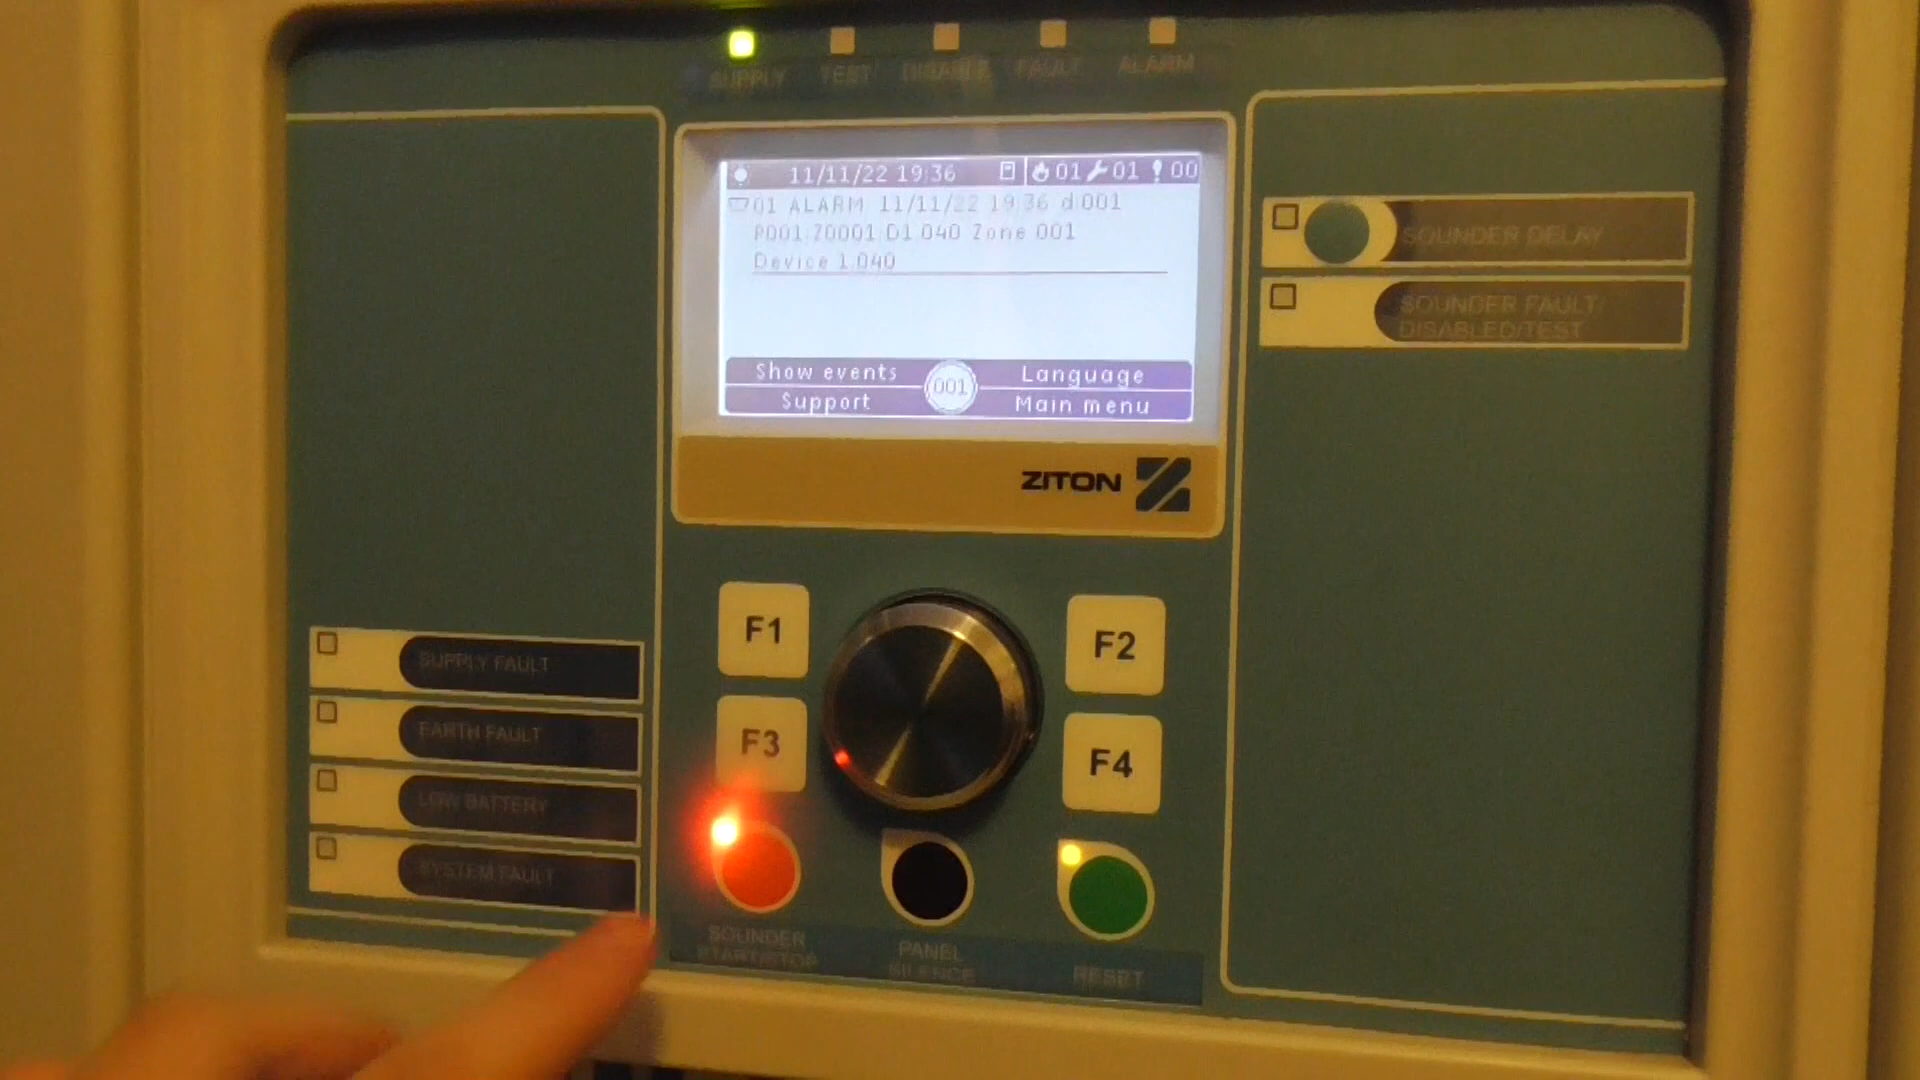 SUPPLY TEST DISABLE FAULT ALARM
11/11/22 19:36 01 01 00
01 ALARM 11/11/22 19:36 d 001
P001 Z0001 D1.040 Zone 001
Device 1.040
Show events Language
001
Support Main menu
ZITON
SOUNDER DELAY
SOUNDER FAULT/
DISABLED/TEST
F1 F2
F3 F4
SUPPLY FAULT
EARTH FAULT
LOW BATTERY
SYSTEM FAULT
SOUNDER
START/STOP
PANEL
SILENCE
RESET